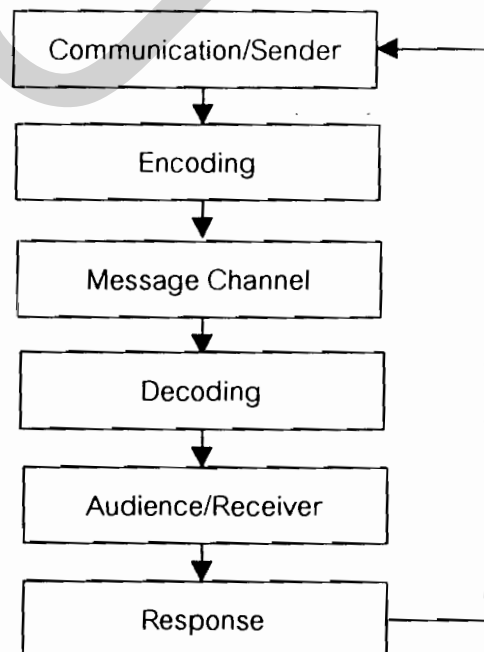 Communication/Sender
Encoding
Message Channel
Decoding
Audience/Receiver
Response